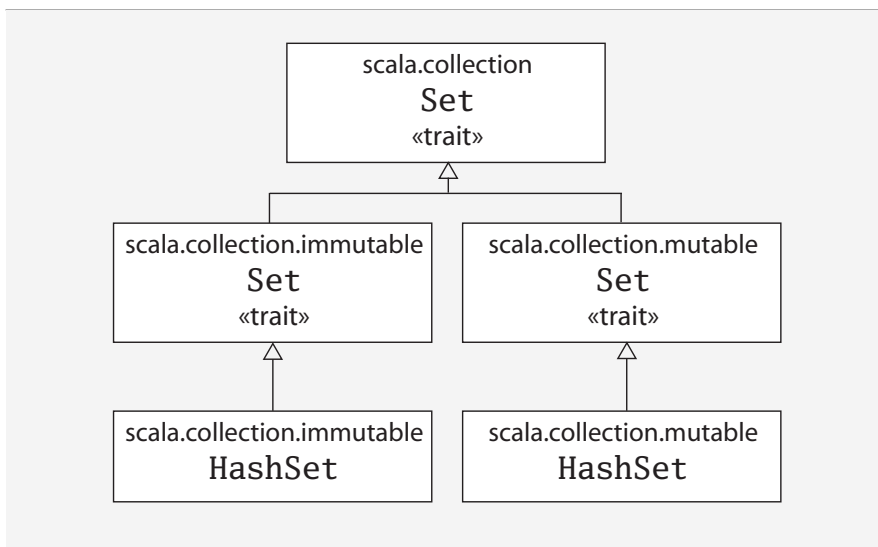 scala.collection
Set
«trait»
scala.collection.immutable
Set
«trait»
scala.collection.mutable
Set
«trait»
scala.collection.immutable
HashSet
scala.collection.mutable
HashSet